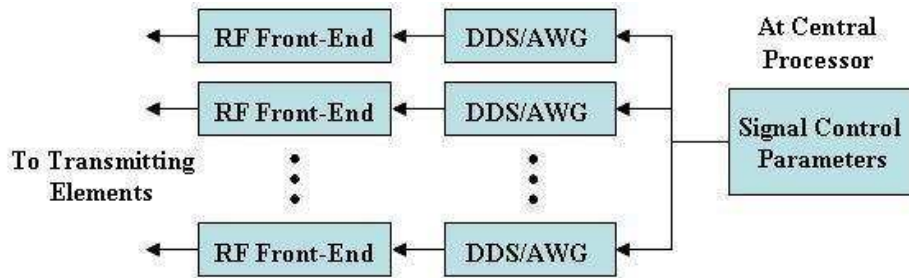 RF Front-End
DDS/AWG
At Central
Processor
RF Front-End
DDS/AWG
Signal Control
Parameters
To Transmitting
Elements
RF Front-End
DDS/AWG